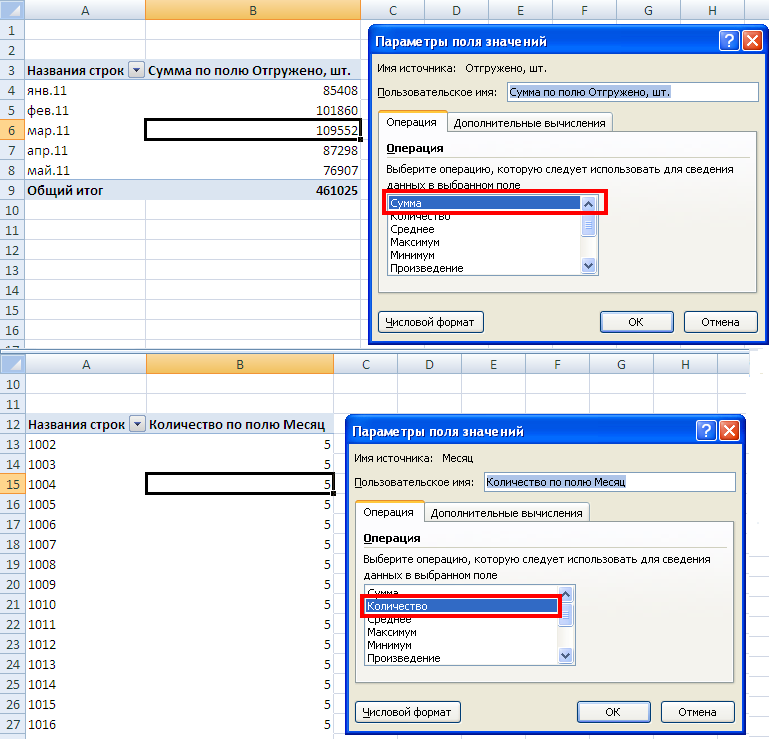 A B C D E F G H
1
2
3 Названия строк Сумма по полю Отгружено, шт.
4 янв.11 85408
5 фев.11 101860
6 мар.11 109552
7 апр.11 87298
8 май.11 76907
9 Общий итог 461025
10
11
12
13
14
15
16
17
Параметры поля значений
Имя источника: Отгружено, шт.
Пользовательское имя: Сумма по полю Отгружено, шт.
Операция Дополнительные вычисления
Операция
Выберите операцию, которую следует использовать для сведения
данных в выбранном поле
Сумма
Количество
Среднее
Максимум
Минимум
Произведение
Числовой формат ОК Отмена
A B C D E F G H
10
11
12 Названия строк Количество по полю Месяц
13 1002 5
14 1003 5
15 1004 5
16 1005 5
17 1006 5
18 1007 5
19 1008 5
20 1009 5
21 1010 5
22 1011 5
23 1012 5
24 1013 5
25 1014 5
26 1015 5
27 1016 5
Параметры поля значений
Имя источника: Месяц
Пользовательское имя: Количество по полю Месяц
Операция Дополнительные вычисления
Операция
Выберите операцию, которую следует использовать для сведения
данных в выбранном поле
Сумма
Количество
Среднее
Максимум
Минимум
Произведение
Числовой формат ОК Отмена